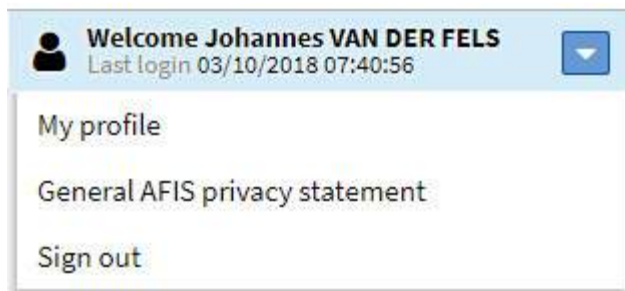 Welcome Johannes VAN DER FELS
Last login 03/10/2018 07:40:56
My profile
General AFIS privacy statement
Sign out